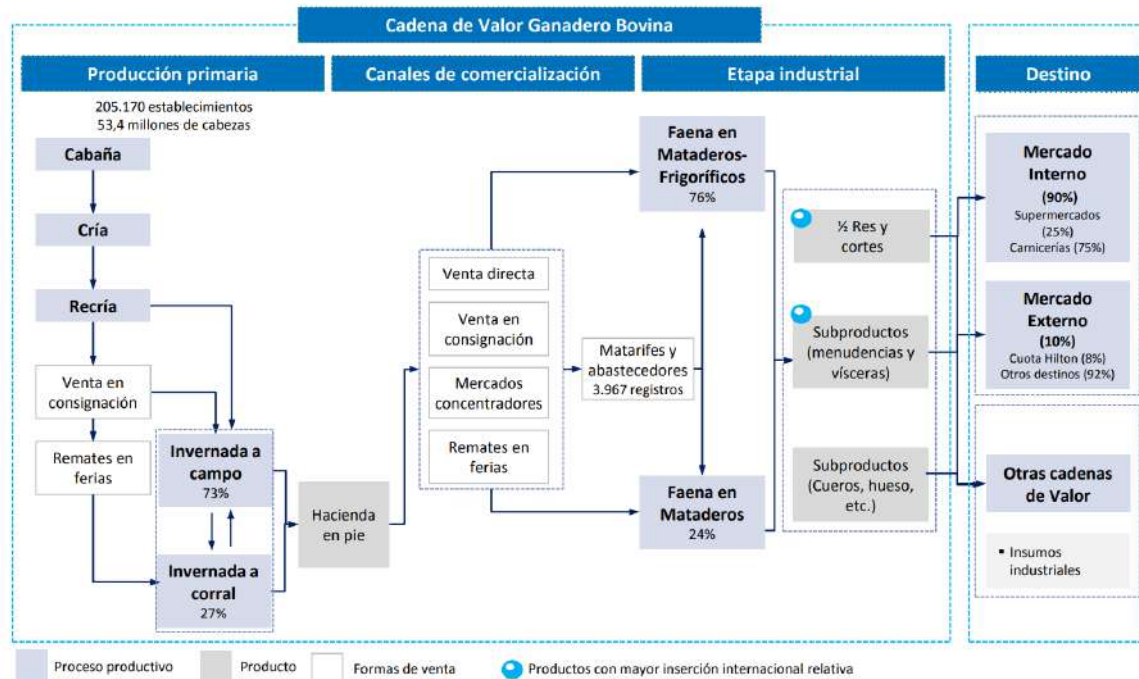 Cadena de Valor Ganadero Bovina
Producción primaria
Canales de comercialización
Etapa industrial
Destino
205.170 establecimientos
53,4 millones de cabezas
Cabaña
Cría
Recría
Venta en
consignación
Remates en
ferias
Invernada a
campo
73%
Invernada a
corral
27%
Hacienda
en pie
Venta directa
Venta en
consignación
Mercados
concentradores
Remates en
ferias
Matarifes y
abastecedores
3.967 registros
Faena en
Mataderos-
Frigoríficos
76%
Faena en
Mataderos
24%
½ Res y
cortes
Subproductos
(menudencias y
vísceras)
Subproductos
(Cueros, hueso,
etc.)
Mercado
Interno
(90%)
Supermercados
(25%)
Carnicerías (75%)
Mercado
Externo
(10%)
Cuota Hilton (8%)
Otros destinos (92%)
Otras cadenas
de Valor
▪ Insumos
industriales
Proceso productivo
Producto
Formas de venta
Productos con mayor inserción internacional relativa